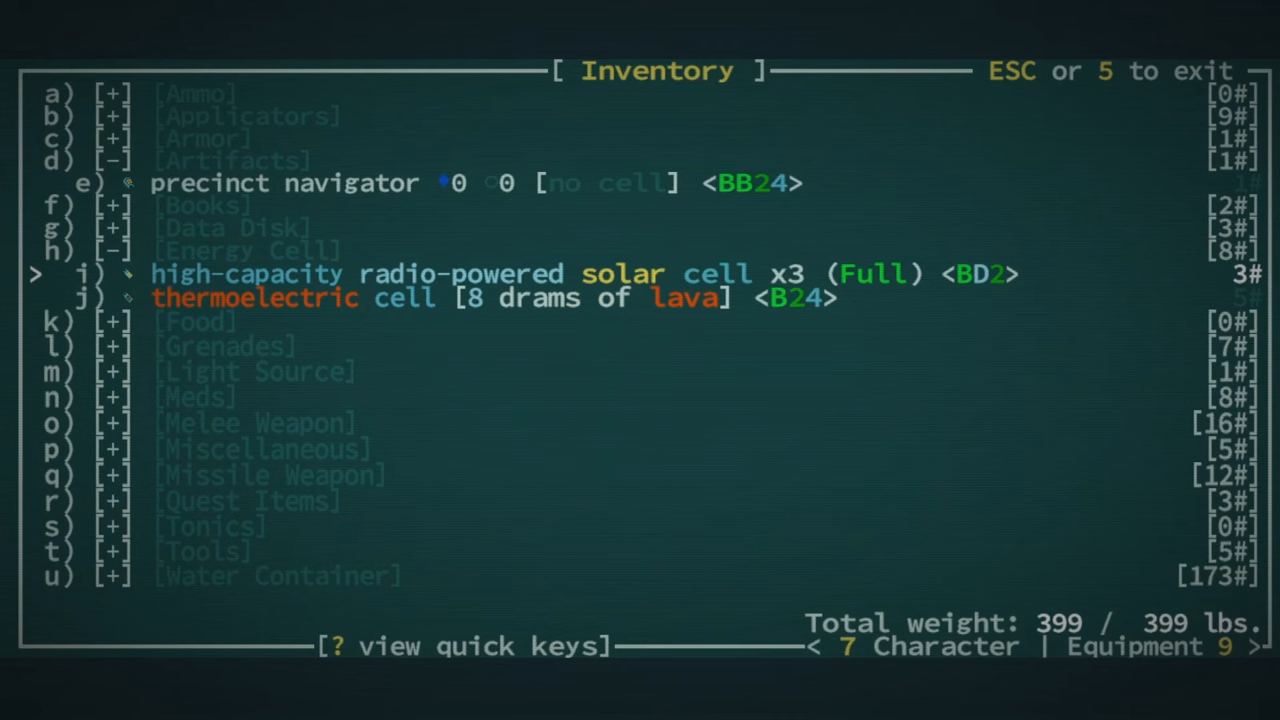 [ Inventory ] ESC or 5 to exit
a) [+] [Ammo] [0#]
b) [+] [Applicators] [9#]
c) [+] [Armor] [1#]
d) [-] [Artifacts] [1#]
e) precinct navigator ♦0 ○0 [no cell] <BB24> 1#
f) [+] [Books] [2#]
g) [+] [Data Disk] [3#]
h) [-] [Energy Cell] [8#]
> i) high-capacity radio-powered solar cell x3 (Full) <BD2> 3#
j) thermoelectric cell [8 drams of lava] <B24> 5#
k) [+] [Food] [0#]
l) [+] [Grenades] [7#]
m) [+] [Light Source] [1#]
n) [+] [Meds] [8#]
o) [+] [Melee Weapon] [16#]
p) [+] [Miscellaneous] [5#]
q) [+] [Missile Weapon] [12#]
r) [+] [Quest Items] [3#]
s) [+] [Tonics] [0#]
t) [+] [Tools] [5#]
u) [+] [Water Container] [173#]
Total weight: 399 / 399 lbs.
[? view quick keys] < 7 Character | Equipment 9 >